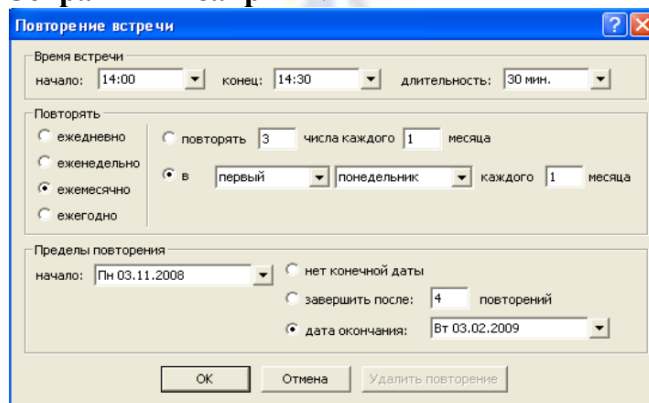 Повторение встречи
Время встречи
начало: 14:00 конец: 14:30 длительность: 30 мин.
Повторять
ежедневно
еженедельно
ежемесячно
ежегодно
повторять 3 числа каждого 1 месяца
в первый понедельник каждого 1 месяца
Пределы повторения
начало: Пн 03.11.2008
нет конечной даты
завершить после: 4 повторений
дата окончания: Вт 03.02.2009
ОК Отмена Удалить повторение